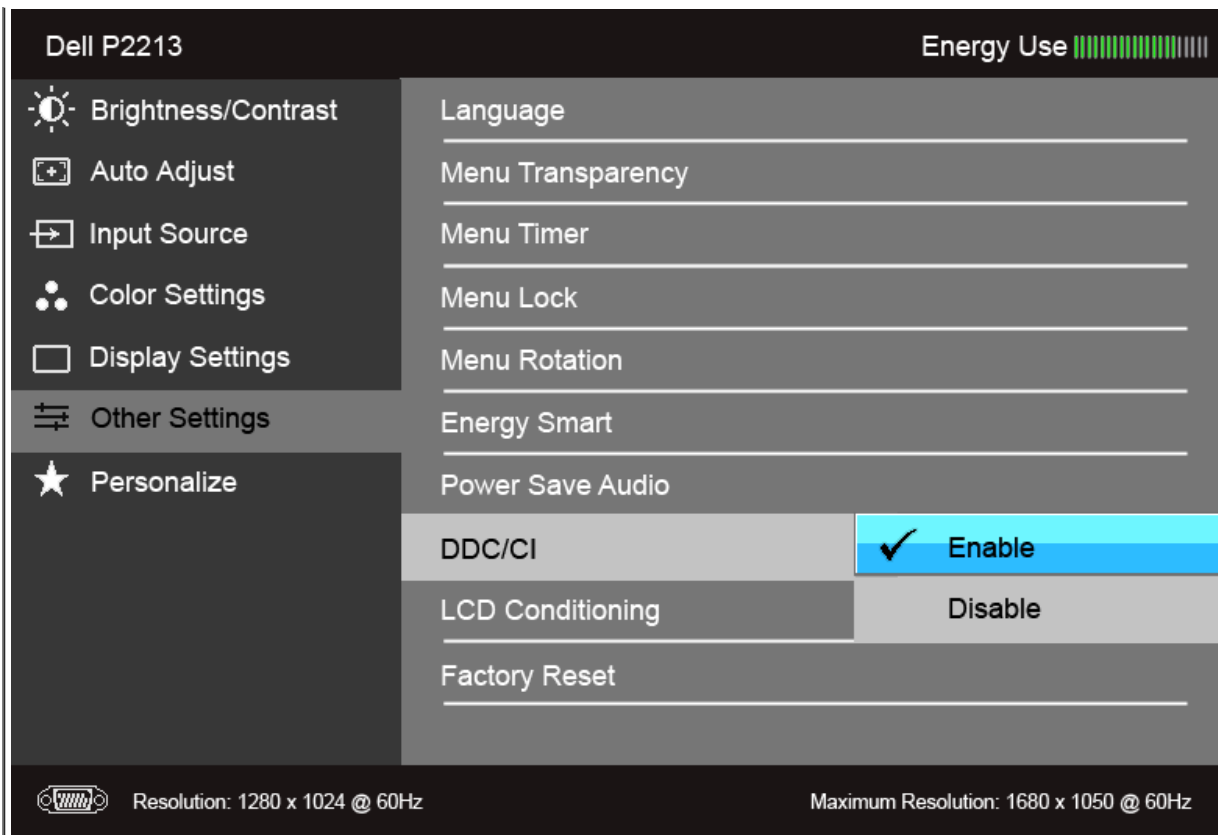 Dell P2213
Energy Use
Brightness/Contrast
Auto Adjust
Input Source
Color Settings
Display Settings
Other Settings
Personalize
Language
Menu Transparency
Menu Timer
Menu Lock
Menu Rotation
Energy Smart
Power Save Audio
DDC/CI
Enable
Disable
LCD Conditioning
Factory Reset
Resolution: 1280 x 1024 @ 60Hz
Maximum Resolution: 1680 x 1050 @ 60Hz